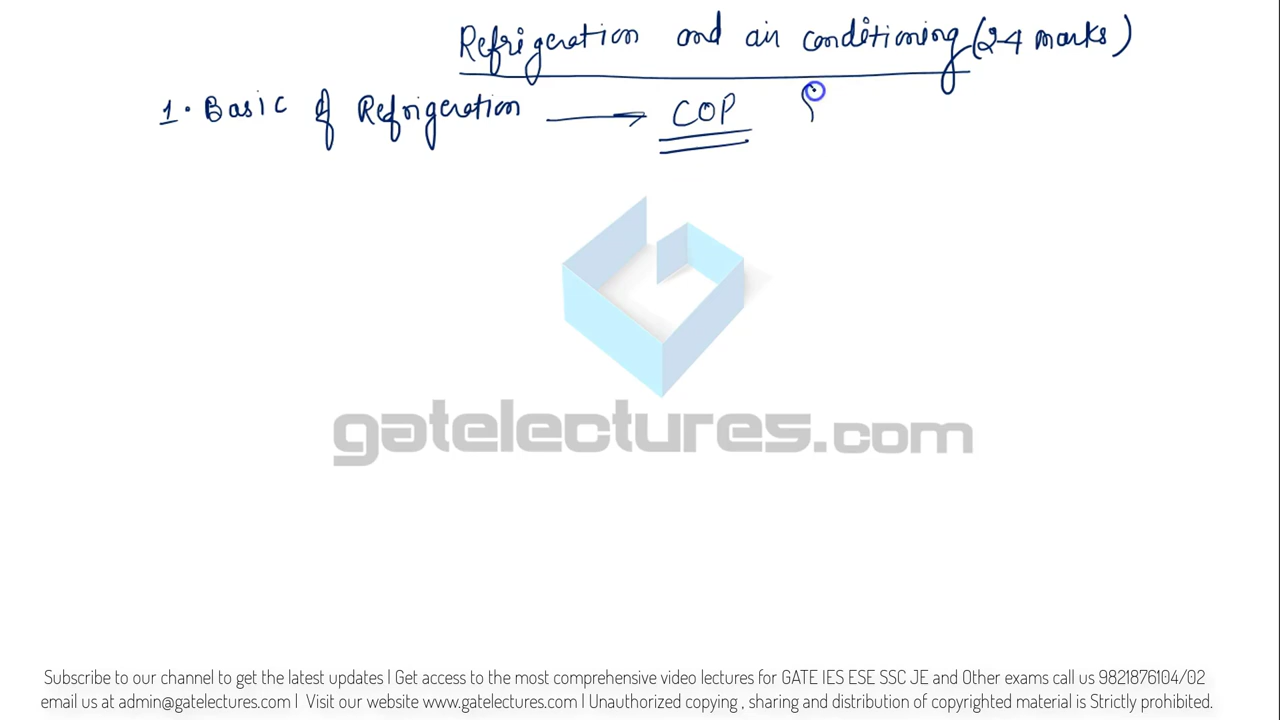 Refrigeration and air conditioning (2-4 marks)
1. Basic of Refrigeration → COP
gatelectures.com
Subscribe to our channel to get the latest updates | Get access to the most comprehensive video lectures for GATE IES ESE SSC JE and Other exams call us 9821876104/02
email us at admin@gatelectures.com | Visit our website www.gatelectures.com | Unauthorized copying , sharing and distribution of copyrighted material is Strictly prohibited.